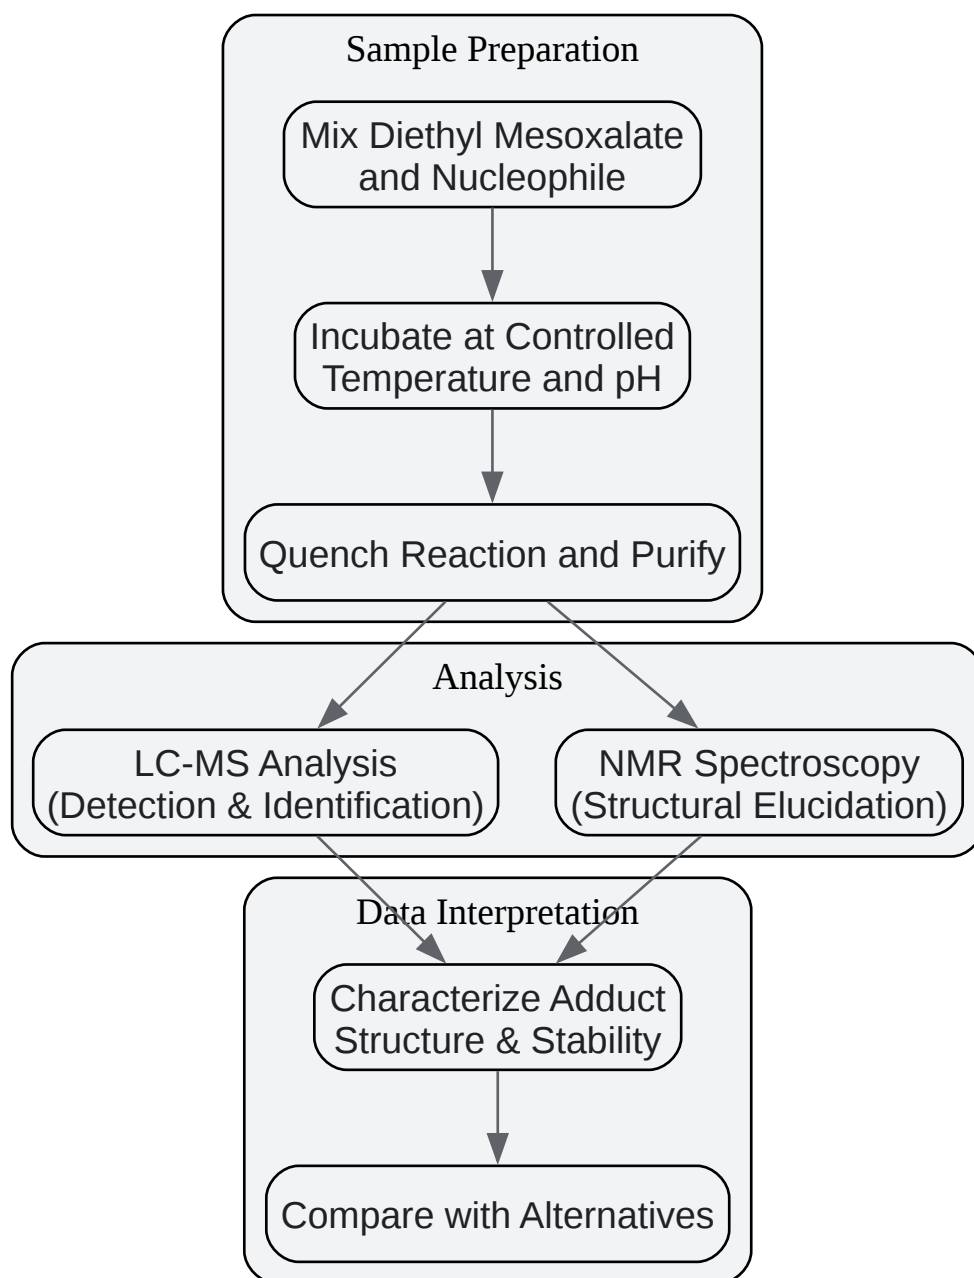 Sample Preparation
Mix Diethyl Mesoxalate
and Nucleophile
Incubate at Controlled
Temperature and pH
Quench Reaction and Purify
Analysis
LC-MS Analysis
(Detection & Identification)
NMR Spectroscopy
(Structural Elucidation)
Data Interpretation
Characterize Adduct
Structure & Stability
Compare with Alternatives